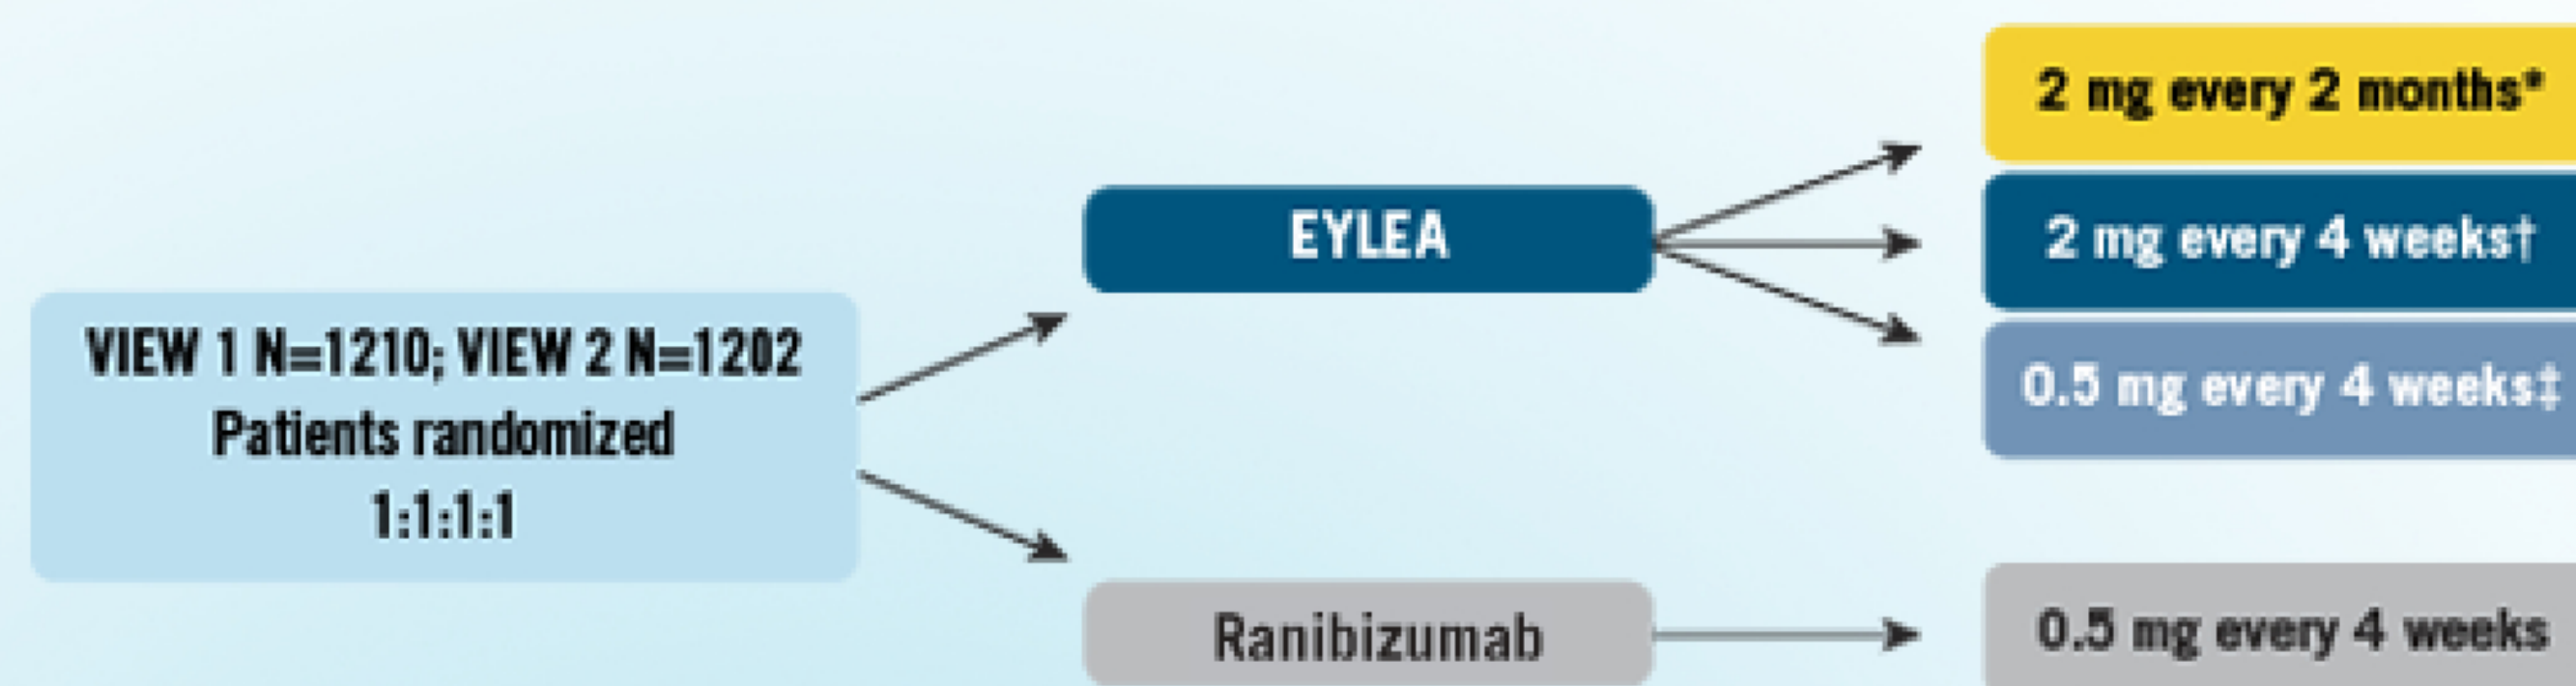 VIEW 1 N=1210; VIEW 2 N=1202
Patients randomized
1:1:1:1
EYLEA
2 mg every 2 months*
2 mg every 4 weeks†
0.5 mg every 4 weeks‡
Ranibizumab
0.5 mg every 4 weeks